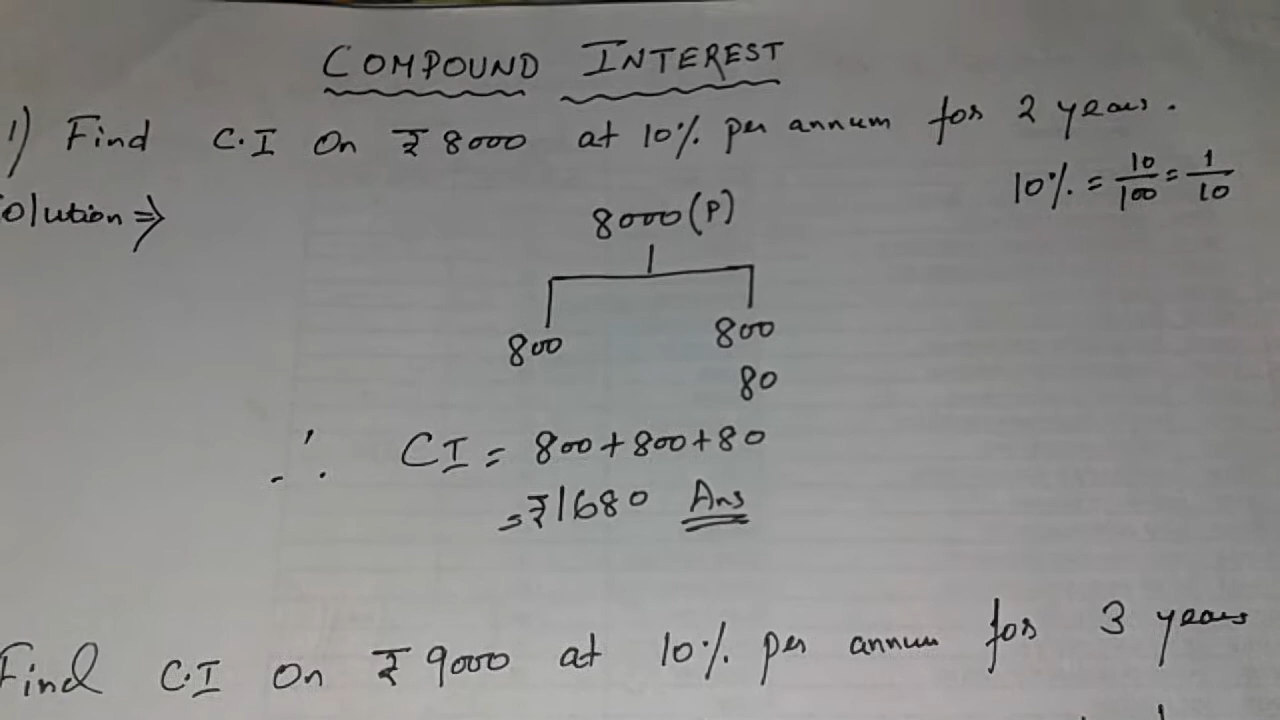 COMPOUND INTEREST
1) Find C.I On ₹ 8000 at 10% per annum for 2 years.
10% = 10/100 = 1/10
olution ⇒
8000 (P)
800 800
80
∴ CI = 800 + 800 + 80
= ₹1680 Ans
Find C.I On ₹ 9000 at 10% per annum for 3 years